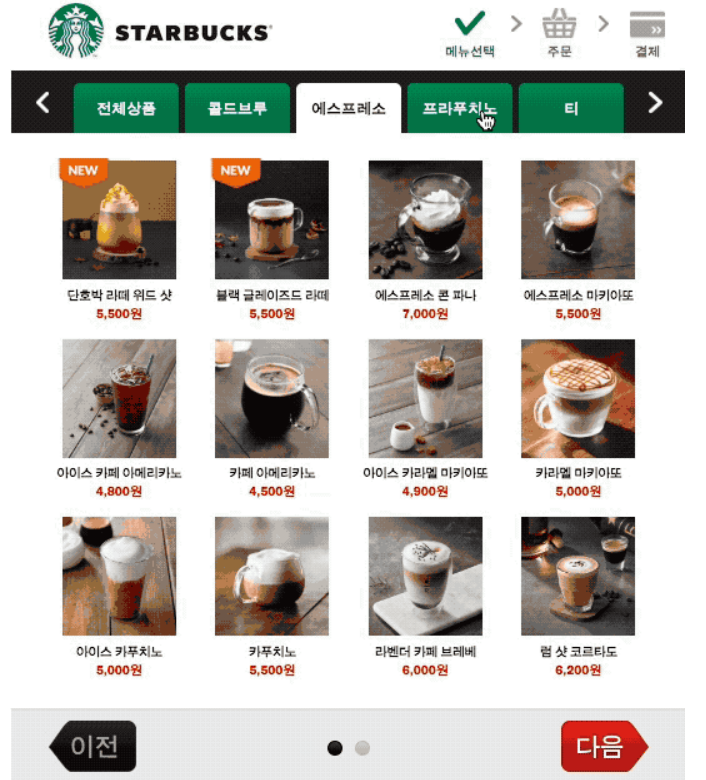 STARBUCKS
메뉴선택
주문
결제
전체상품
콜드브루
에스프레소
프라푸치노
티
NEW
NEW
단호박 라떼 위드 샷
5,500원
블랙 글레이즈드 라떼
5,500원
에스프레소 콘 파나
7,000원
에스프레소 마키아또
5,500원
아이스 카페 아메리카노
4,800원
카페 아메리카노
4,500원
아이스 카라멜 마키아또
4,900원
카라멜 마키아또
5,000원
아이스 카푸치노
5,000원
카푸치노
5,500원
라벤더 카페 브레베
6,000원
럼 샷 코르타도
6,200원
이전
다음